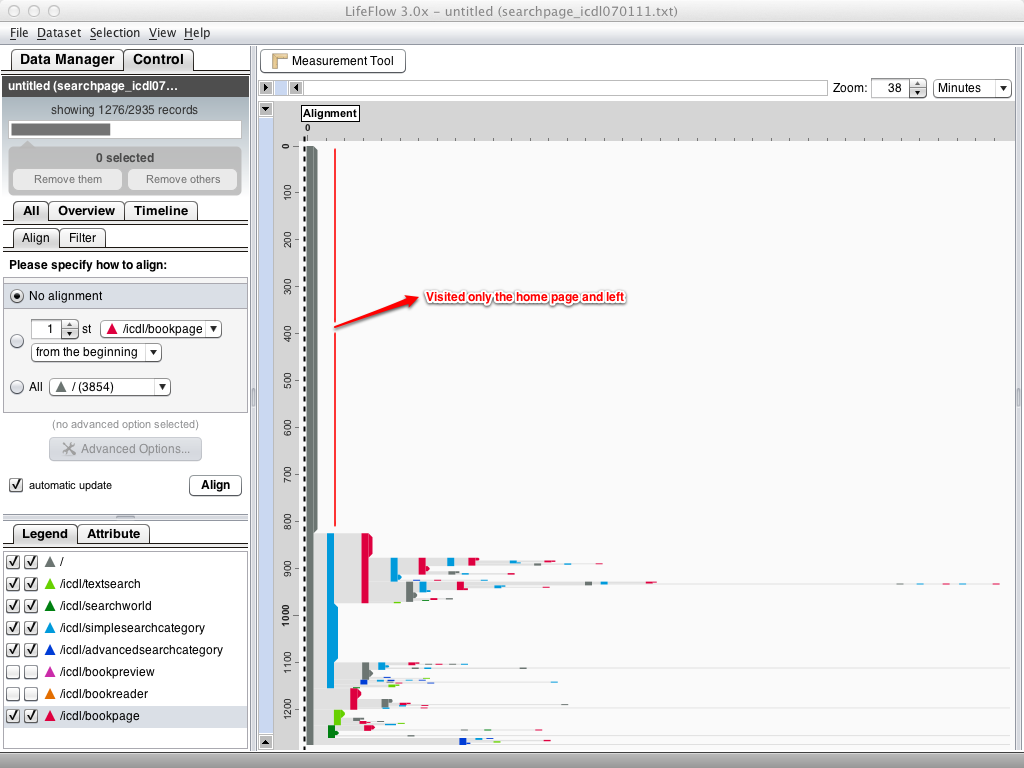 LifeFlow 3.0x – untitled (searchpage_icdl070111.txt)
File Dataset Selection View Help
Data Manager Control
untitled (searchpage_icdl07...
showing 1276/2935 records
0 selected
Remove them Remove others
All Overview Timeline
Align Filter
Please specify how to align:
No alignment
1 st /icdl/bookpage
from the beginning
All / (3854)
(no advanced option selected)
Advanced Options...
automatic update Align
Legend Attribute
/
/icdl/textsearch
/icdl/searchworld
/icdl/simplesearchcategory
/icdl/advancedsearchcategory
/icdl/bookpreview
/icdl/bookreader
/icdl/bookpage
Measurement Tool
Zoom: 38 Minutes
Alignment
0
0
100
200
300
Visited only the home page and left
400
500
600
700
800
900
1000
1100
1200